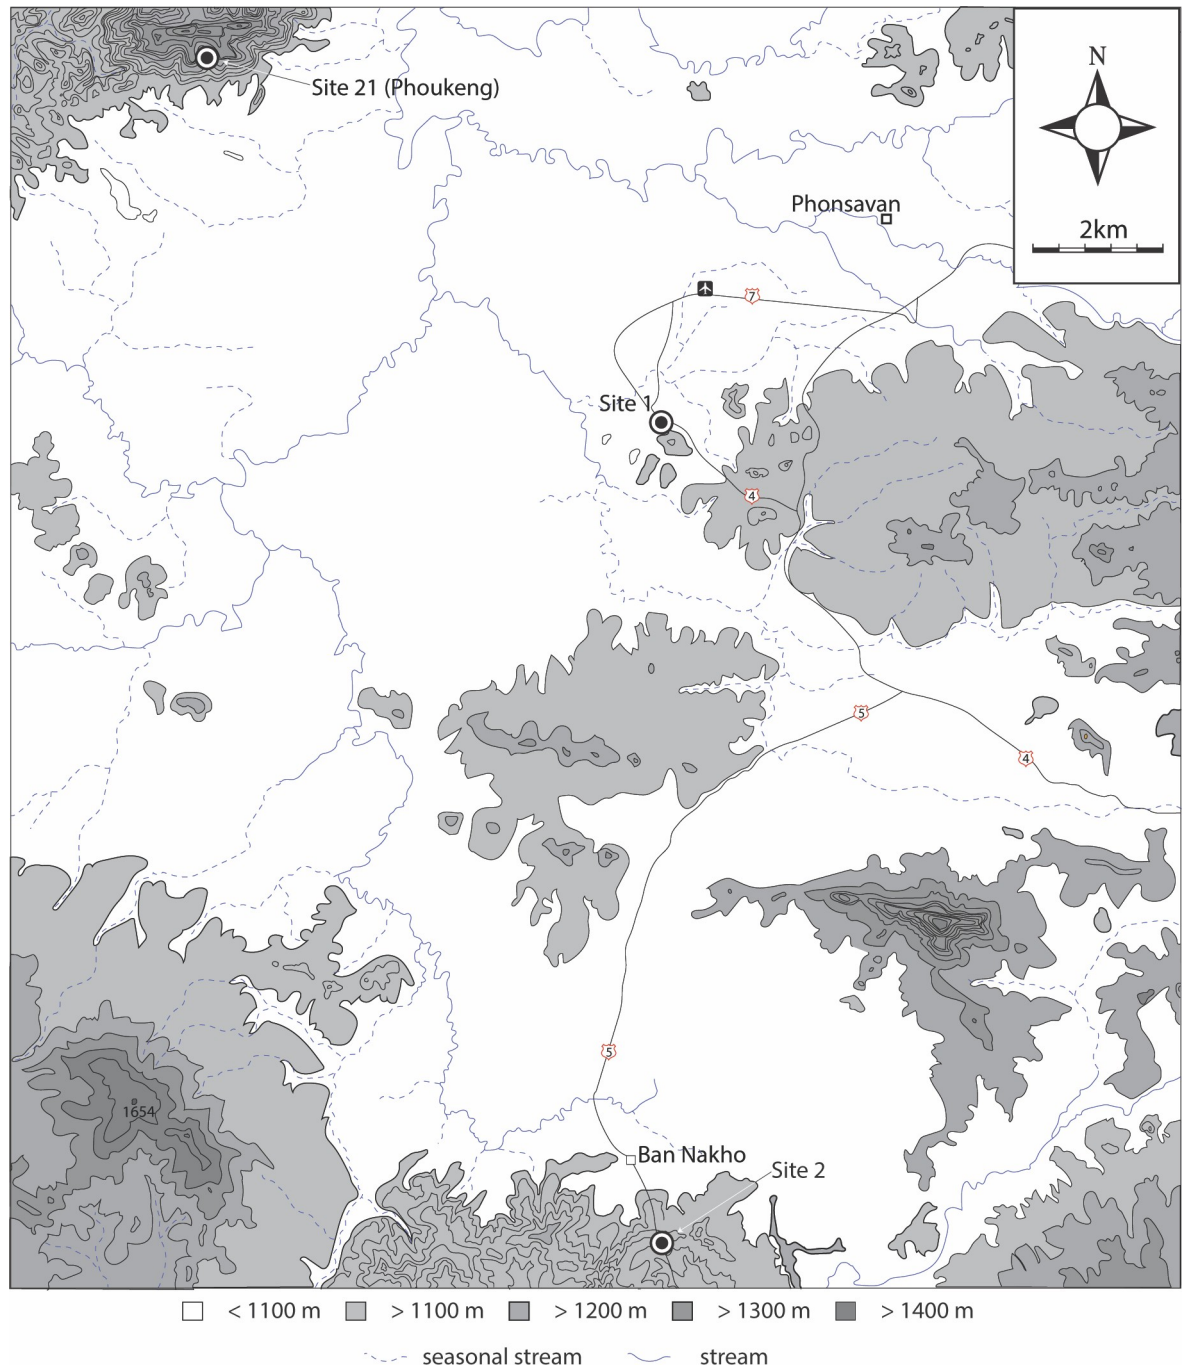 Site 21 (Phoukeng)
N
2km
Phonsavan
7
Site 1
4
5
4
5
1654
Ban Nakho
Site 2
< 1100 m > 1100 m > 1200 m > 1300 m > 1400 m
seasonal stream stream